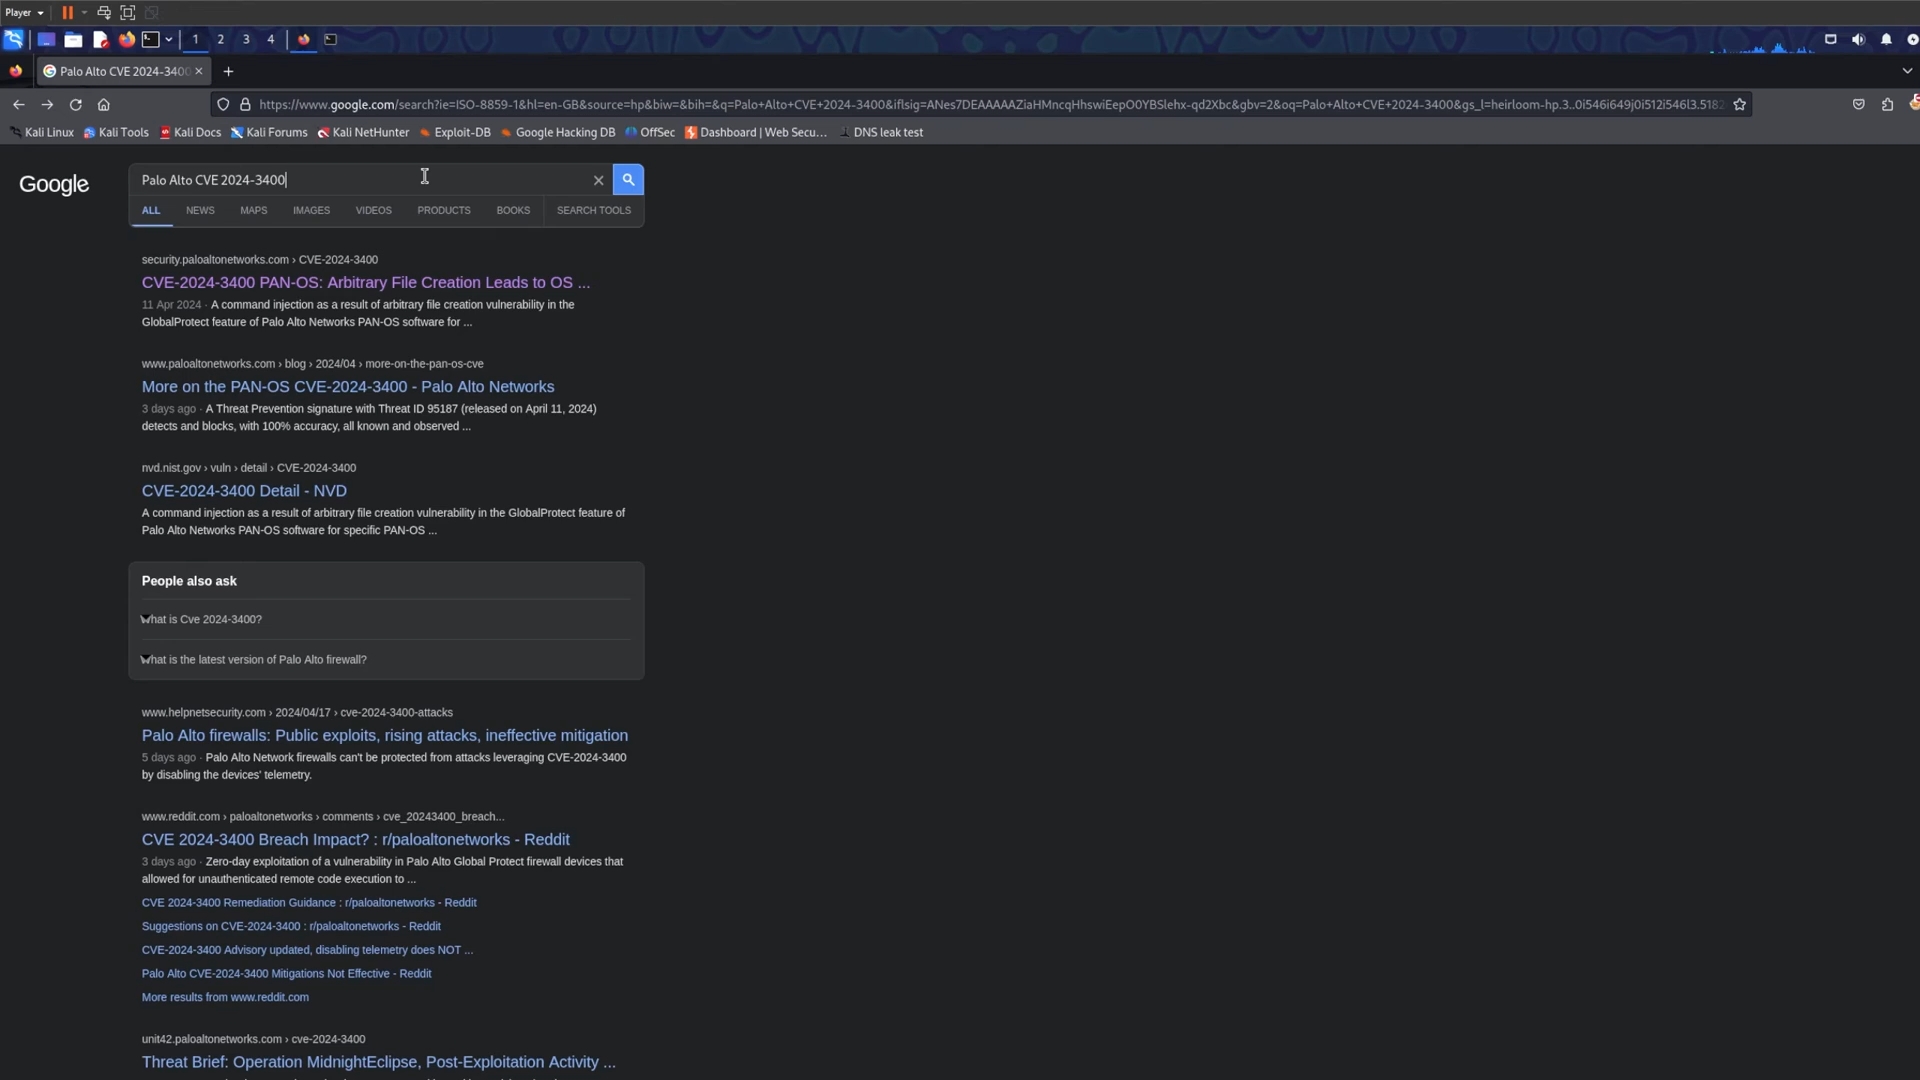 Player
1
2
3
4
Palo Alto CVE 2024-3400
https://www.google.com/search?ie=ISO-8859-1&hl=en-GB&source=hp&biw=&bih=&q=Palo+Alto+CVE+2024-3400&iflsig=ANes7DEAAAAAZiaHMncqHhswiEepO0YBSlehx-qd2Xbc&gbv=2&oq=Palo+Alto+CVE+2024-3400&gs_l=heirloom-hp.3..0i546i649j0i512i546l3.5182
Kali Linux
Kali Tools
Kali Docs
Kali Forums
Kali NetHunter
Exploit-DB
Google Hacking DB
OffSec
Dashboard | Web Secu...
DNS leak test
Google
Palo Alto CVE 2024-3400
ALL
NEWS
MAPS
IMAGES
VIDEOS
PRODUCTS
BOOKS
SEARCH TOOLS
security.paloaltonetworks.com › CVE-2024-3400
CVE-2024-3400 PAN-OS: Arbitrary File Creation Leads to OS ...
11 Apr 2024 · A command injection as a result of arbitrary file creation vulnerability in the
GlobalProtect feature of Palo Alto Networks PAN-OS software for ...
www.paloaltonetworks.com › blog › 2024/04 › more-on-the-pan-os-cve
More on the PAN-OS CVE-2024-3400 - Palo Alto Networks
3 days ago · A Threat Prevention signature with Threat ID 95187 (released on April 11, 2024)
detects and blocks, with 100% accuracy, all known and observed ...
nvd.nist.gov › vuln › detail › CVE-2024-3400
CVE-2024-3400 Detail - NVD
A command injection as a result of arbitrary file creation vulnerability in the GlobalProtect feature of
Palo Alto Networks PAN-OS software for specific PAN-OS ...
People also ask
What is Cve 2024-3400?
What is the latest version of Palo Alto firewall?
www.helpnetsecurity.com › 2024/04/17 › cve-2024-3400-attacks
Palo Alto firewalls: Public exploits, rising attacks, ineffective mitigation
5 days ago · Palo Alto Network firewalls can't be protected from attacks leveraging CVE-2024-3400
by disabling the devices' telemetry.
www.reddit.com › paloaltonetworks › comments › cve_20243400_breach...
CVE 2024-3400 Breach Impact? : r/paloaltonetworks - Reddit
3 days ago · Zero-day exploitation of a vulnerability in Palo Alto Global Protect firewall devices that
allowed for unauthenticated remote code execution to ...
CVE 2024-3400 Remediation Guidance : r/paloaltonetworks - Reddit
Suggestions on CVE-2024-3400 : r/paloaltonetworks - Reddit
CVE-2024-3400 Advisory updated, disabling telemetry does NOT ...
Palo Alto CVE-2024-3400 Mitigations Not Effective - Reddit
More results from www.reddit.com
unit42.paloaltonetworks.com › cve-2024-3400
Threat Brief: Operation MidnightEclipse, Post-Exploitation Activity ...